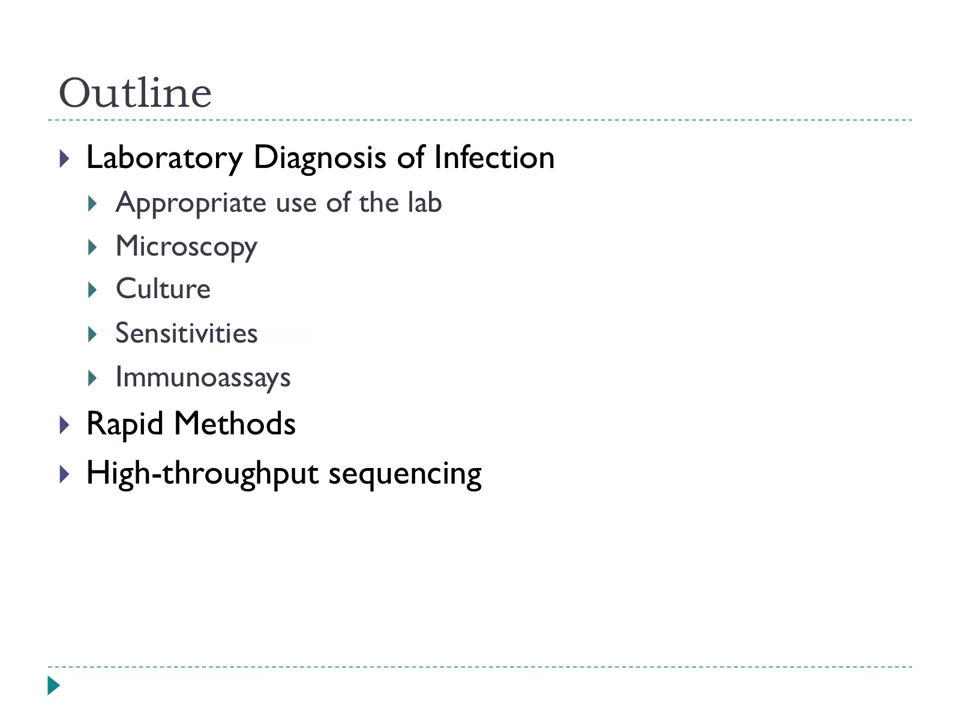 Outline
Laboratory Diagnosis of Infection
Appropriate use of the lab
Microscopy
Culture
Sensitivities
Immunoassays
Rapid Methods
High-throughput sequencing